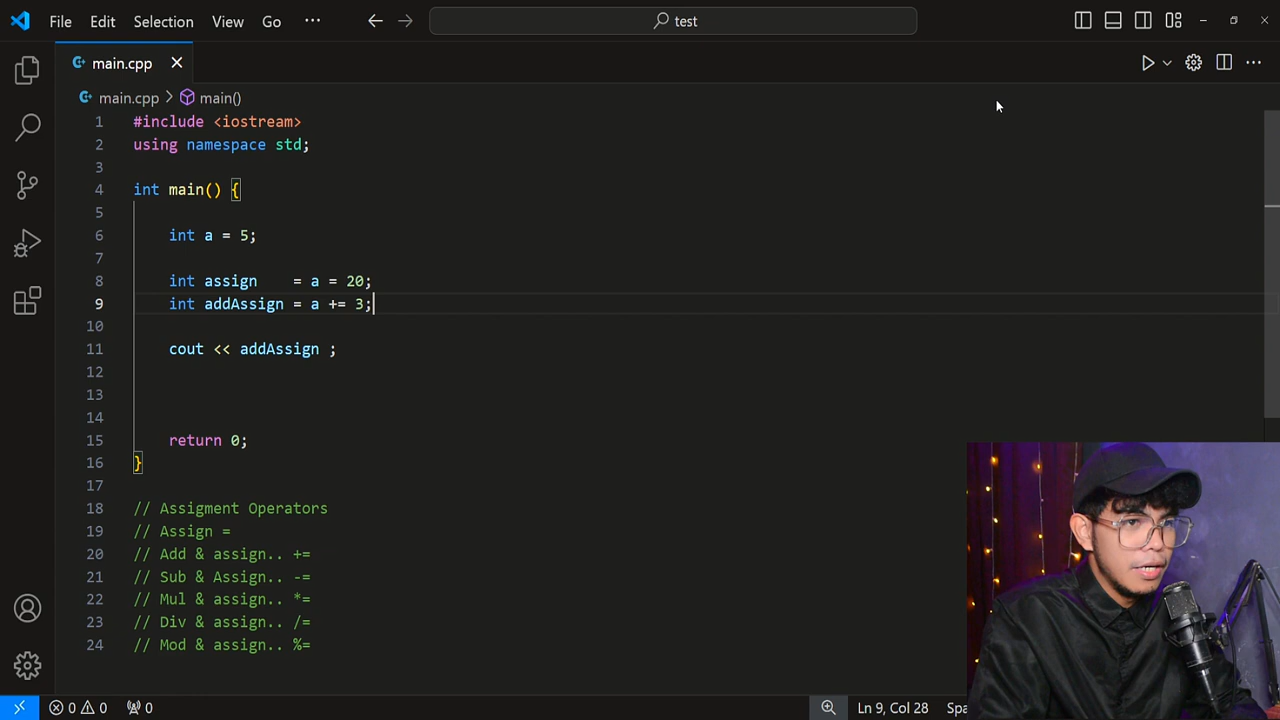 File Edit Selection View Go ··· test
main.cpp
main.cpp > main()
1 #include <iostream>
2 using namespace std;
3
4 int main() {
5
6 int a = 5;
7
8 int assign    = a = 20;
9 int addAssign = a += 3;
10
11 cout << addAssign ;
12
13
14
15 return 0;
16 }
17
18 // Assigment Operators
19 // Assign =
20 // Add & assign.. +=
21 // Sub & Assign.. -=
22 // Mul & assign.. *=
23 // Div & assign.. /=
24 // Mod & assign.. %=
0 0 0 Ln 9, Col 28